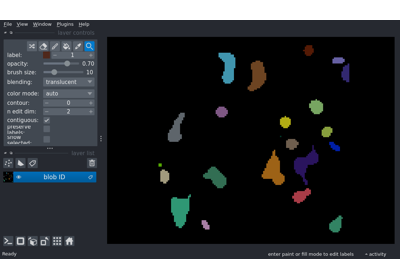 File View Window Plugins Help
layer controls
label: 1
opacity: 0.70
brush size: 10
blending: translucent
color mode: auto
contour: 0
n edit dim: 2
contiguous:
preserve
labels:
show
selected:
layer list
blob ID
Ready enter paint or fill mode to edit labels activity